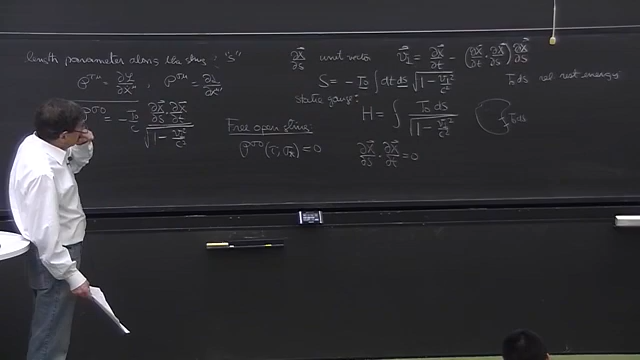 length parameter along the string : "s"
𝒫^{τμ} = ∂ℒ/∂Ẋ^μ , 𝒫^{σμ} = ∂ℒ/∂X'^μ
𝒫^{σ0} = - T₀/c (∂X⃗/∂s · ∂X⃗/∂t) / √(1 - v⊥²/c²)
∂X⃗/∂s unit vector v⃗⊥ = ∂X⃗/∂t - (∂X⃗/∂t · ∂X⃗/∂s) ∂X⃗/∂s
S = - T₀ ∫ dt ds √(1 - v⊥²/c²) T₀ ds rel. rest energy
static gauge: H = ∫ T₀ ds / √(1 - v⊥²/c²) T₀ ds
Free open string
𝒫^{σ0}(τ, σ*) = 0 ∂X⃗/∂s · ∂X⃗/∂t = 0